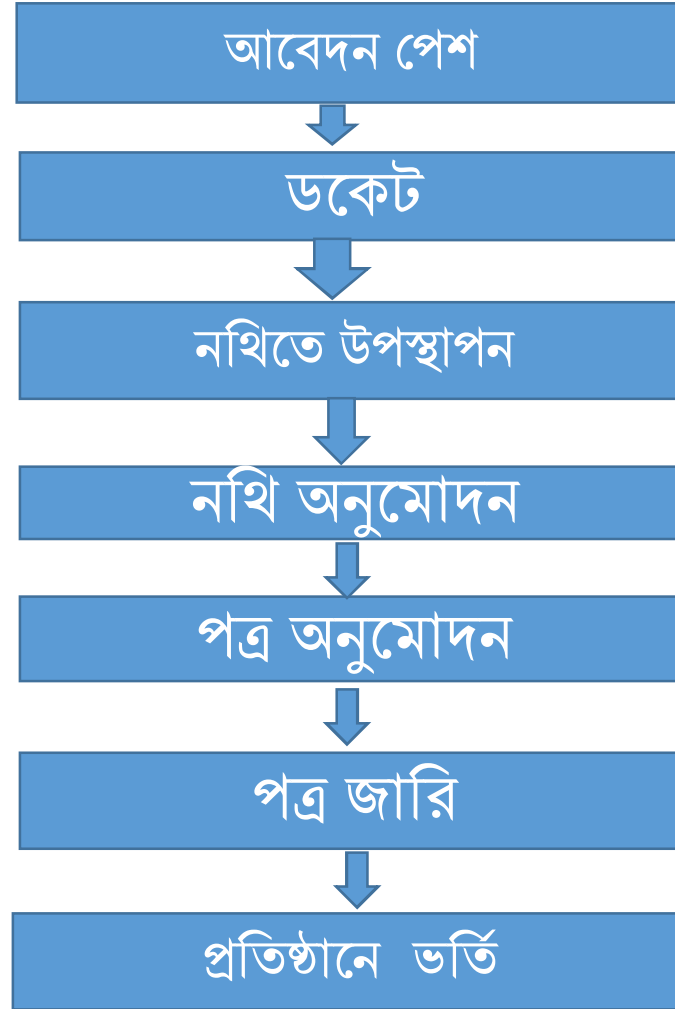 আবেদন পেশ
ডকেট
নথিতে উপস্থাপন
নথি অনুমোদন
পত্র অনুমোদন
পত্র জারি
প্রতিষ্ঠানে ভর্তি